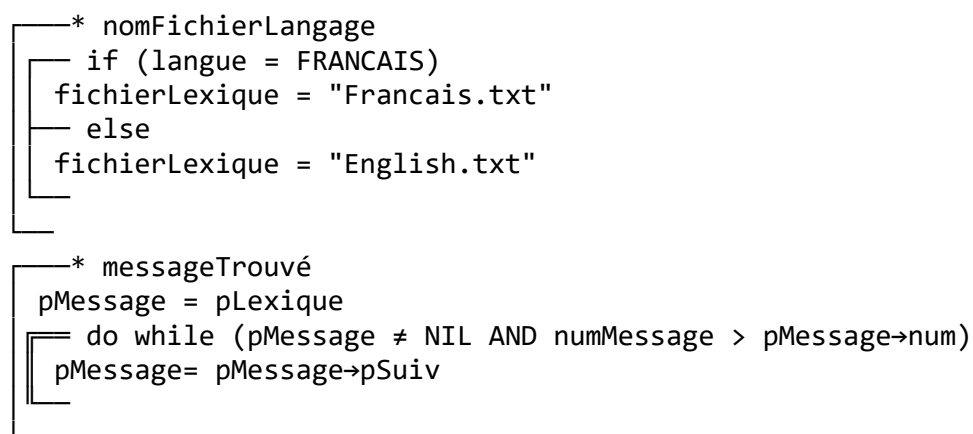 ┌───* nomFichierLangage
│┌── if (langue = FRANCAIS)
││ fichierLexique = "Francais.txt"
│├── else
││ fichierLexique = "English.txt"
│└──
└──
┌───* messageTrouvé
│ pMessage = pLexique
│╔══ do while (pMessage ≠ NIL AND numMessage > pMessage→num)
│║ pMessage= pMessage→pSuiv
│╙──
│